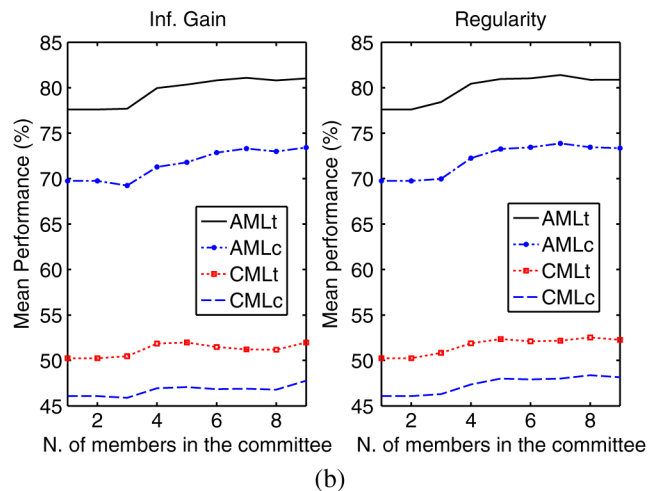 Inf. Gain
Mean Performance (%)
85
80
75
70
65
60
55
50
45
AMLt
AMLc
CMLt
CMLc
2
4
6
8
N. of members in the committee
Regularity
Mean performance (%)
85
80
75
70
65
60
55
50
45
AMLt
AMLc
CMLt
CMLc
2
4
6
8
N. of members in the committee
(b)